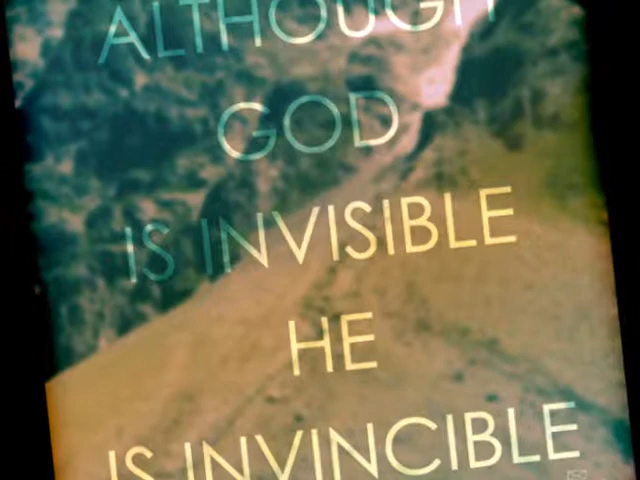 ALTHOUGH
GOD
IS INVISIBLE
HE
IS INVINCIBLE